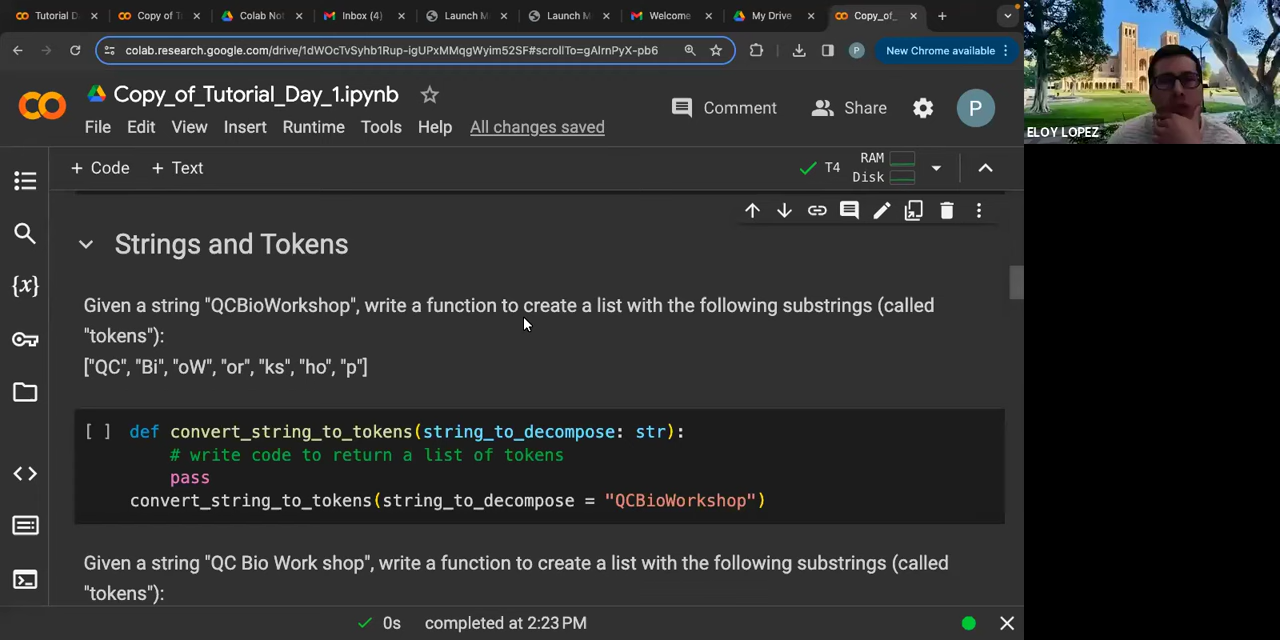 Tutorial D
Copy of T
Colab Not
Inbox (4)
Launch M
Launch M
Welcome
My Drive
Copy_of_
colab.research.google.com/drive/1dWOcTvSyhb1Rup-igUPxMMqgWyim52SF#scrollTo=gAIrnPyX-pb6
P
New Chrome available
Copy_of_Tutorial_Day_1.ipynb
Comment
Share
P
File Edit View Insert Runtime Tools Help All changes saved
+ Code + Text
T4
RAM
Disk
Strings and Tokens
Given a string "QCBioWorkshop", write a function to create a list with the following substrings (called
"tokens"):
["QC", "Bi", "oW", "or", "ks", "ho", "p"]
[ ] def convert_string_to_tokens(string_to_decompose: str):
# write code to return a list of tokens
pass
convert_string_to_tokens(string_to_decompose = "QCBioWorkshop")
Given a string "QC Bio Work shop", write a function to create a list with the following substrings (called
"tokens"):
0s completed at 2:23 PM
ELOY LOPEZ